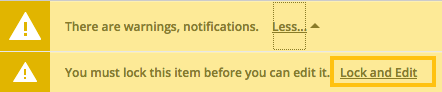 There are warnings, notifications. Less...
You must lock this item before you can edit it. Lock and Edit